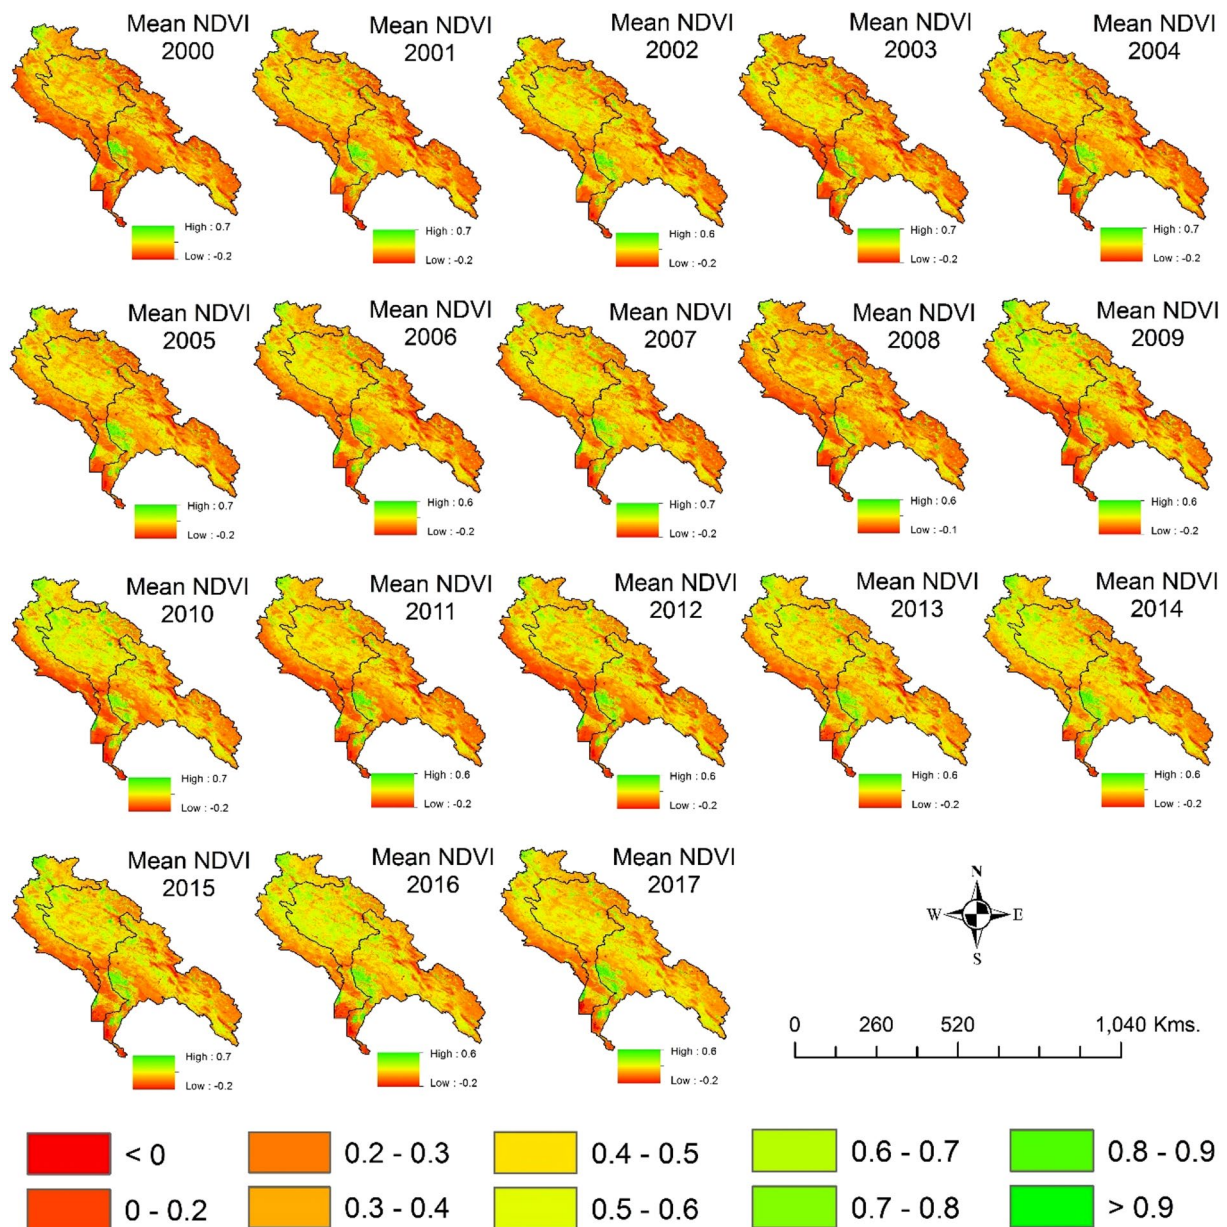 Mean NDVI
2000
High : 0.7
Low : -0.2
Mean NDVI
2001
High : 0.7
Low : -0.2
Mean NDVI
2002
High : 0.6
Low : -0.2
Mean NDVI
2003
High : 0.7
Low : -0.2
Mean NDVI
2004
High : 0.7
Low : -0.2
Mean NDVI
2005
High : 0.7
Low : -0.2
Mean NDVI
2006
High : 0.6
Low : -0.2
Mean NDVI
2007
High : 0.7
Low : -0.2
Mean NDVI
2008
High : 0.6
Low : -0.1
Mean NDVI
2009
High : 0.6
Low : -0.2
Mean NDVI
2010
High : 0.7
Low : -0.2
Mean NDVI
2011
High : 0.6
Low : -0.2
Mean NDVI
2012
High : 0.6
Low : -0.2
Mean NDVI
2013
High : 0.6
Low : -0.2
Mean NDVI
2014
High : 0.6
Low : -0.2
Mean NDVI
2015
High : 0.7
Low : -0.2
Mean NDVI
2016
High : 0.6
Low : -0.2
Mean NDVI
2017
High : 0.6
Low : -0.2
N
W E
S
0 260 520 1,040 Kms.
< 0 0.2 - 0.3 0.4 - 0.5 0.6 - 0.7 0.8 - 0.9
0 - 0.2 0.3 - 0.4 0.5 - 0.6 0.7 - 0.8 > 0.9